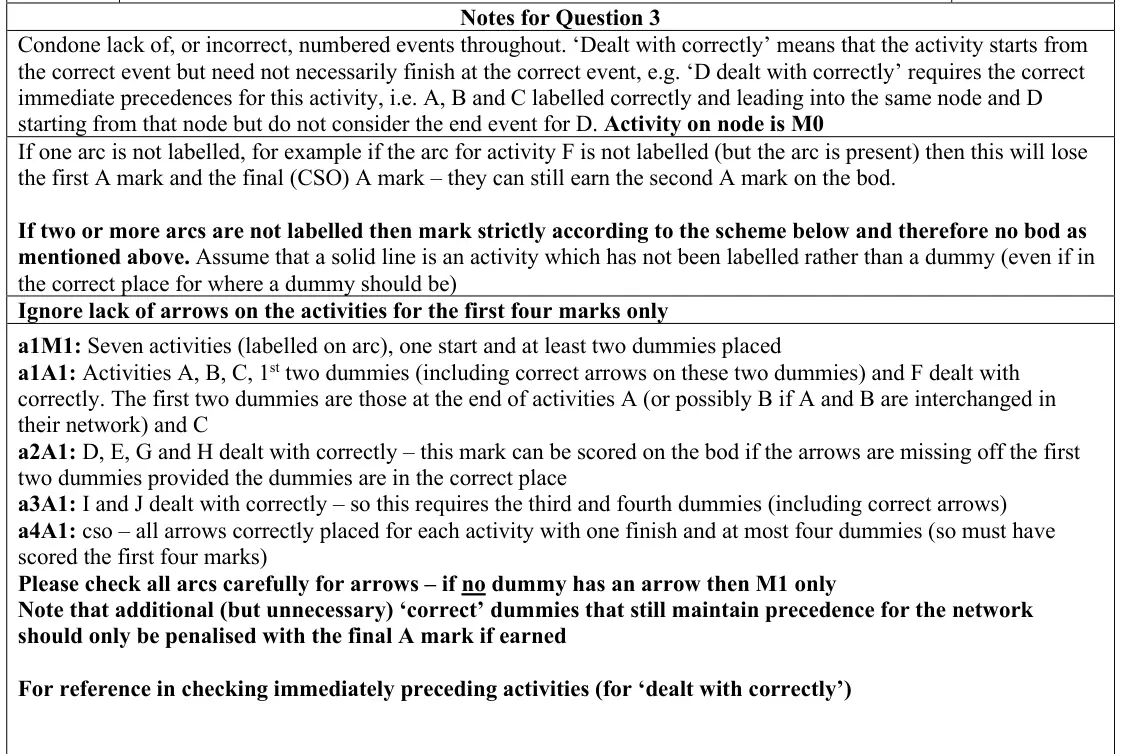 Notes for Question 3
Condone lack of, or incorrect, numbered events throughout. ‘Dealt with correctly’ means that the activity starts from
the correct event but need not necessarily finish at the correct event, e.g. ‘D dealt with correctly’ requires the correct
immediate precedences for this activity, i.e. A, B and C labelled correctly and leading into the same node and D
starting from that node but do not consider the end event for D. Activity on node is M0
If one arc is not labelled, for example if the arc for activity F is not labelled (but the arc is present) then this will lose
the first A mark and the final (CSO) A mark – they can still earn the second A mark on the bod.
If two or more arcs are not labelled then mark strictly according to the scheme below and therefore no bod as
mentioned above. Assume that a solid line is an activity which has not been labelled rather than a dummy (even if in
the correct place for where a dummy should be)
Ignore lack of arrows on the activities for the first four marks only
a1M1: Seven activities (labelled on arc), one start and at least two dummies placed
a1A1: Activities A, B, C, 1st two dummies (including correct arrows on these two dummies) and F dealt with
correctly. The first two dummies are those at the end of activities A (or possibly B if A and B are interchanged in
their network) and C
a2A1: D, E, G and H dealt with correctly – this mark can be scored on the bod if the arrows are missing off the first
two dummies provided the dummies are in the correct place
a3A1: I and J dealt with correctly – so this requires the third and fourth dummies (including correct arrows)
a4A1: cso – all arrows correctly placed for each activity with one finish and at most four dummies (so must have
scored the first four marks)
Please check all arcs carefully for arrows – if no dummy has an arrow then M1 only
Note that additional (but unnecessary) ‘correct’ dummies that still maintain precedence for the network
should only be penalised with the final A mark if earned
For reference in checking immediately preceding activities (for ‘dealt with correctly’)